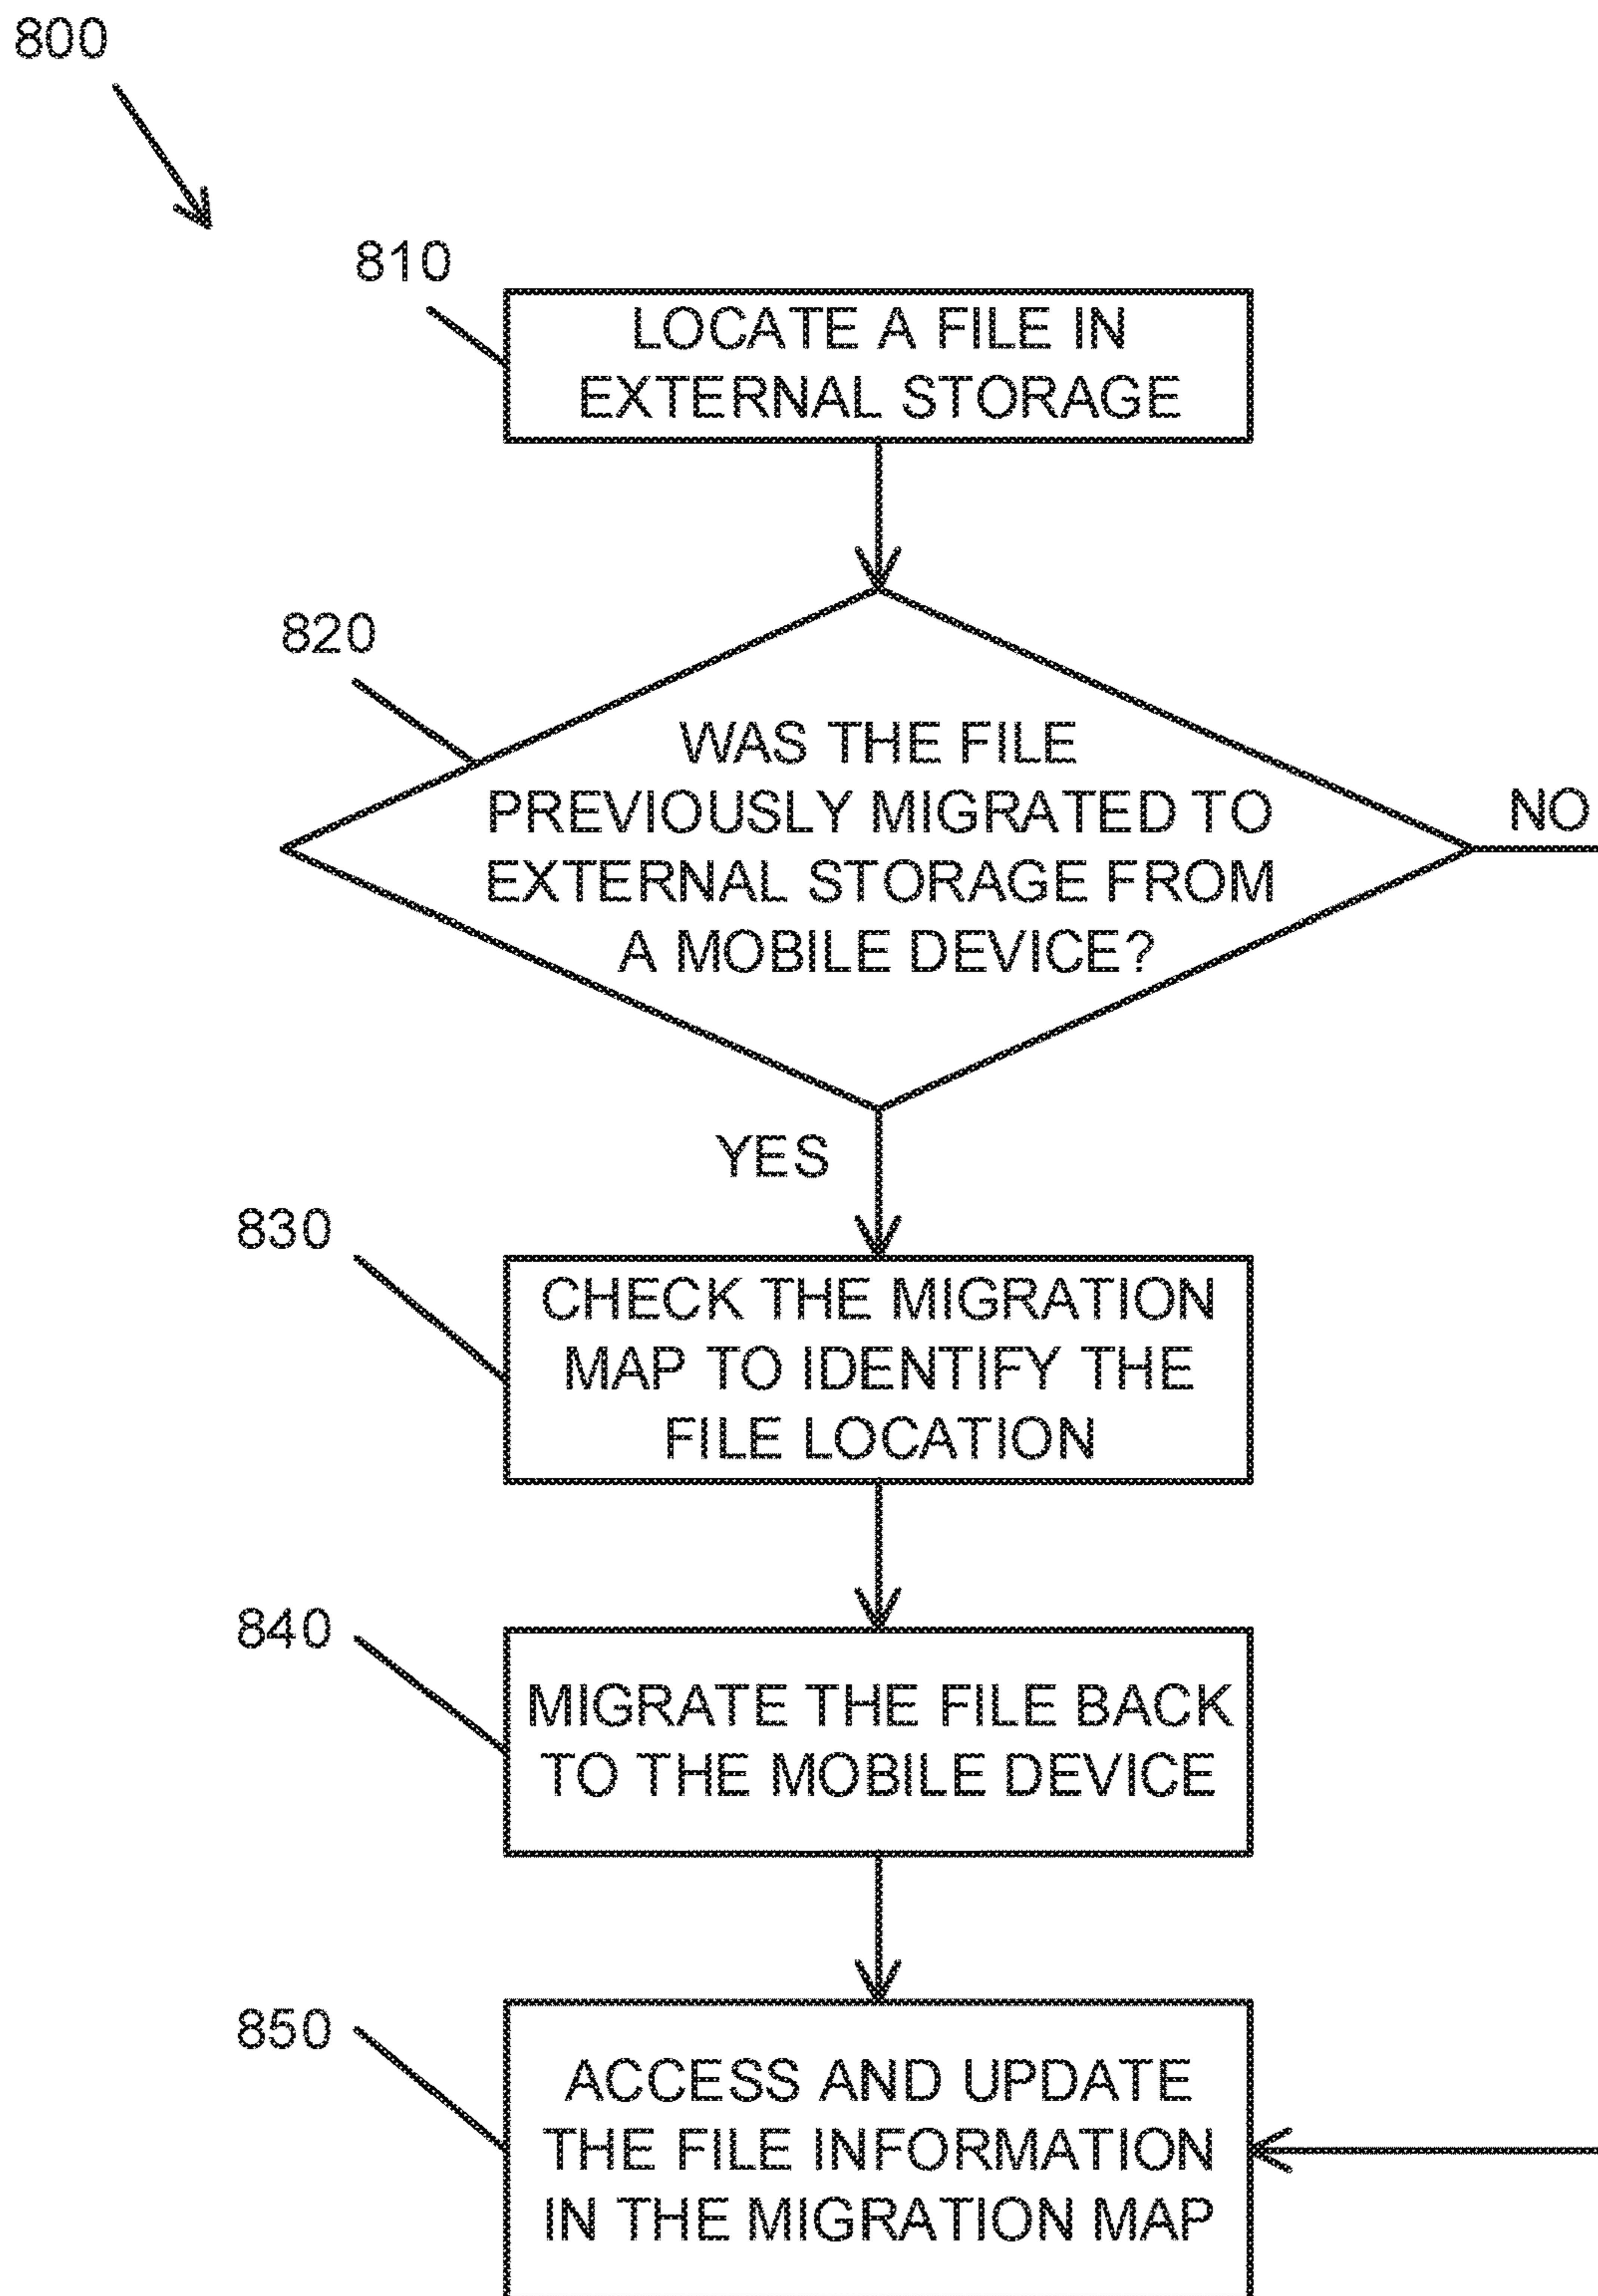 800
810
LOCATE A FILE IN
EXTERNAL STORAGE
820
WAS THE FILE
PREVIOUSLY MIGRATED TO
EXTERNAL STORAGE FROM
A MOBILE DEVICE?
NO
YES
830
CHECK THE MIGRATION
MAP TO IDENTIFY THE
FILE LOCATION
840
MIGRATE THE FILE BACK
TO THE MOBILE DEVICE
850
ACCESS AND UPDATE
THE FILE INFORMATION
IN THE MIGRATION MAP